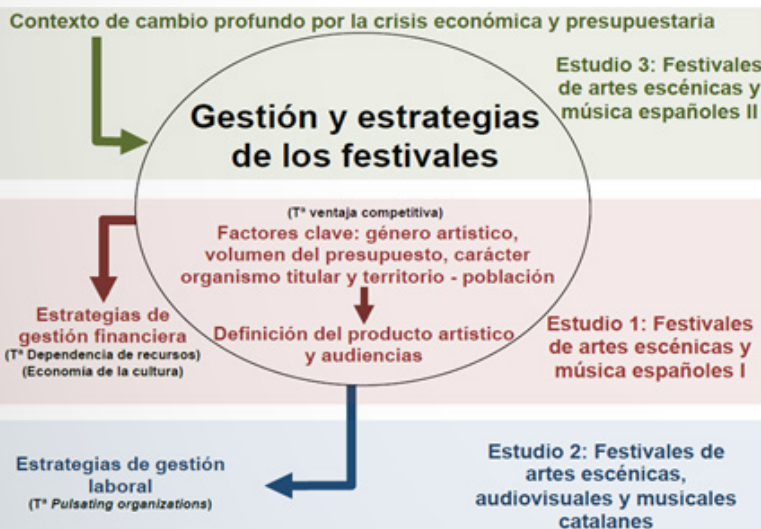 Contexto de cambio profundo por la crisis económica y presupuestaria
Estudio 3: Festivales
de artes escénicas y
música españoles II
Gestión y estrategias
de los festivales
(Tª ventaja competitiva)
Factores clave: género artístico,
volumen del presupuesto, carácter
organismo titular y territorio - población
Estrategias de
gestión financiera
(Tª Dependencia de recursos)
(Economía de la cultura)
Definición del producto artístico
y audiencias
Estudio 1: Festivales
de artes escénicas y
música españoles I
Estrategias de gestión
laboral
(Tª Pulsating organizations)
Estudio 2: Festivales de
artes escénicas,
audiovisuales y musicales
catalanes